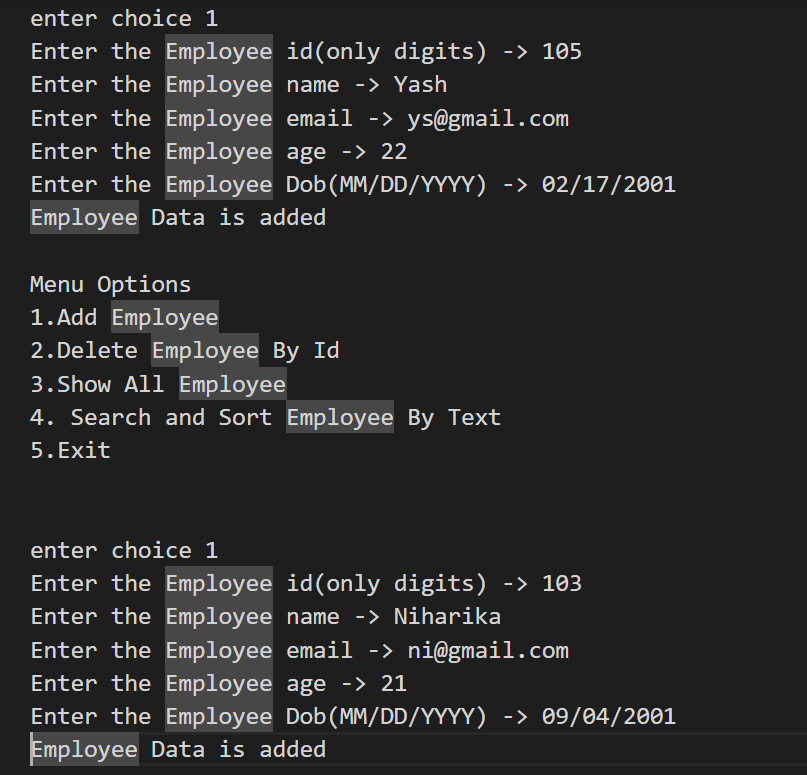 enter choice 1
Enter the Employee id(only digits) -> 105
Enter the Employee name -> Yash
Enter the Employee email -> ys@gmail.com
Enter the Employee age -> 22
Enter the Employee Dob(MM/DD/YYYY) -> 02/17/2001
Employee Data is added
Menu Options
1.Add Employee
2.Delete Employee By Id
3.Show All Employee
4. Search and Sort Employee By Text
5.Exit
enter choice 1
Enter the Employee id(only digits) -> 103
Enter the Employee name -> Niharika
Enter the Employee email -> ni@gmail.com
Enter the Employee age -> 21
Enter the Employee Dob(MM/DD/YYYY) -> 09/04/2001
Employee Data is added